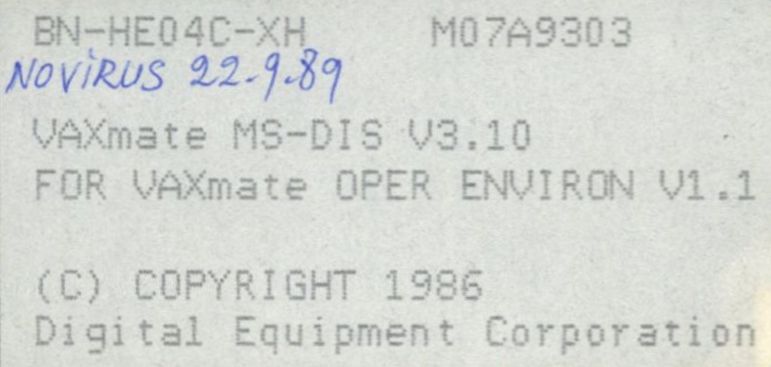 BN-HE04C-XH M07A9303
NOViRUS 22.9.89
VAXmate MS-DIS V3.10
FOR VAXmate OPER ENVIRON V1.1
(C) COPYRIGHT 1986
Digital Equipment Corporation